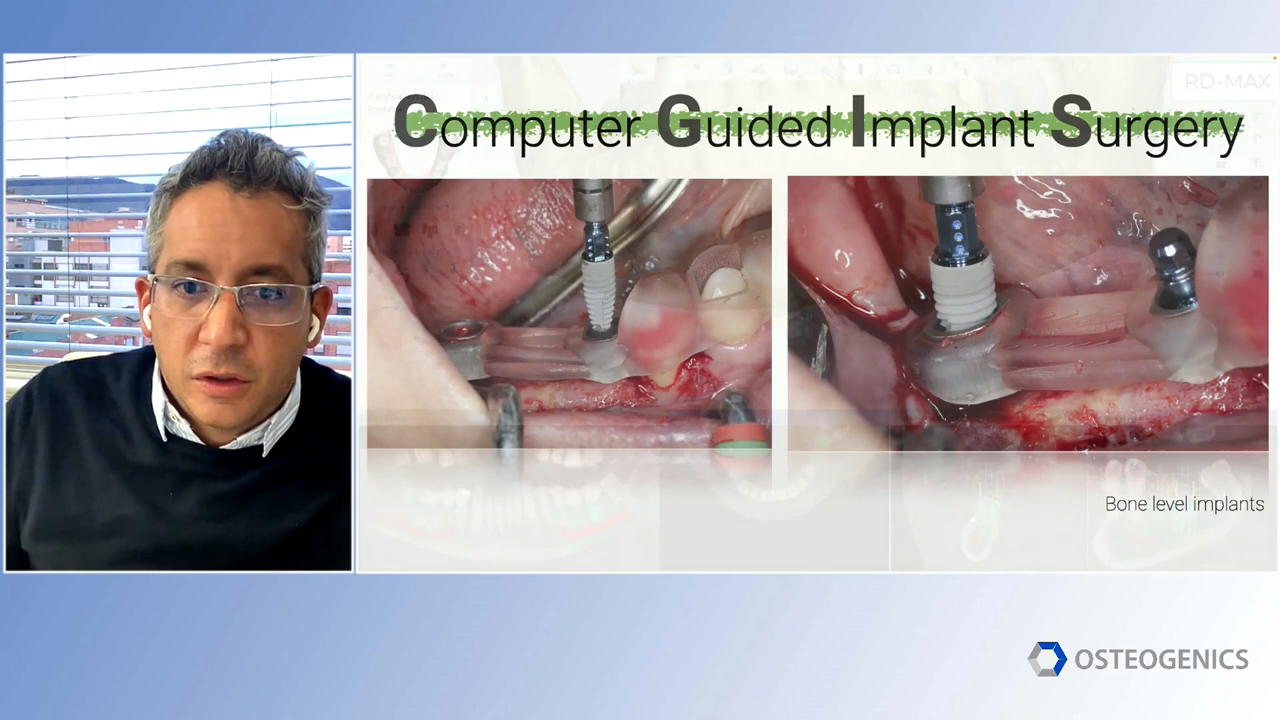 RD-MAX
Computer Guided Implant Surgery
Bone level implants
OSTEOGENICS